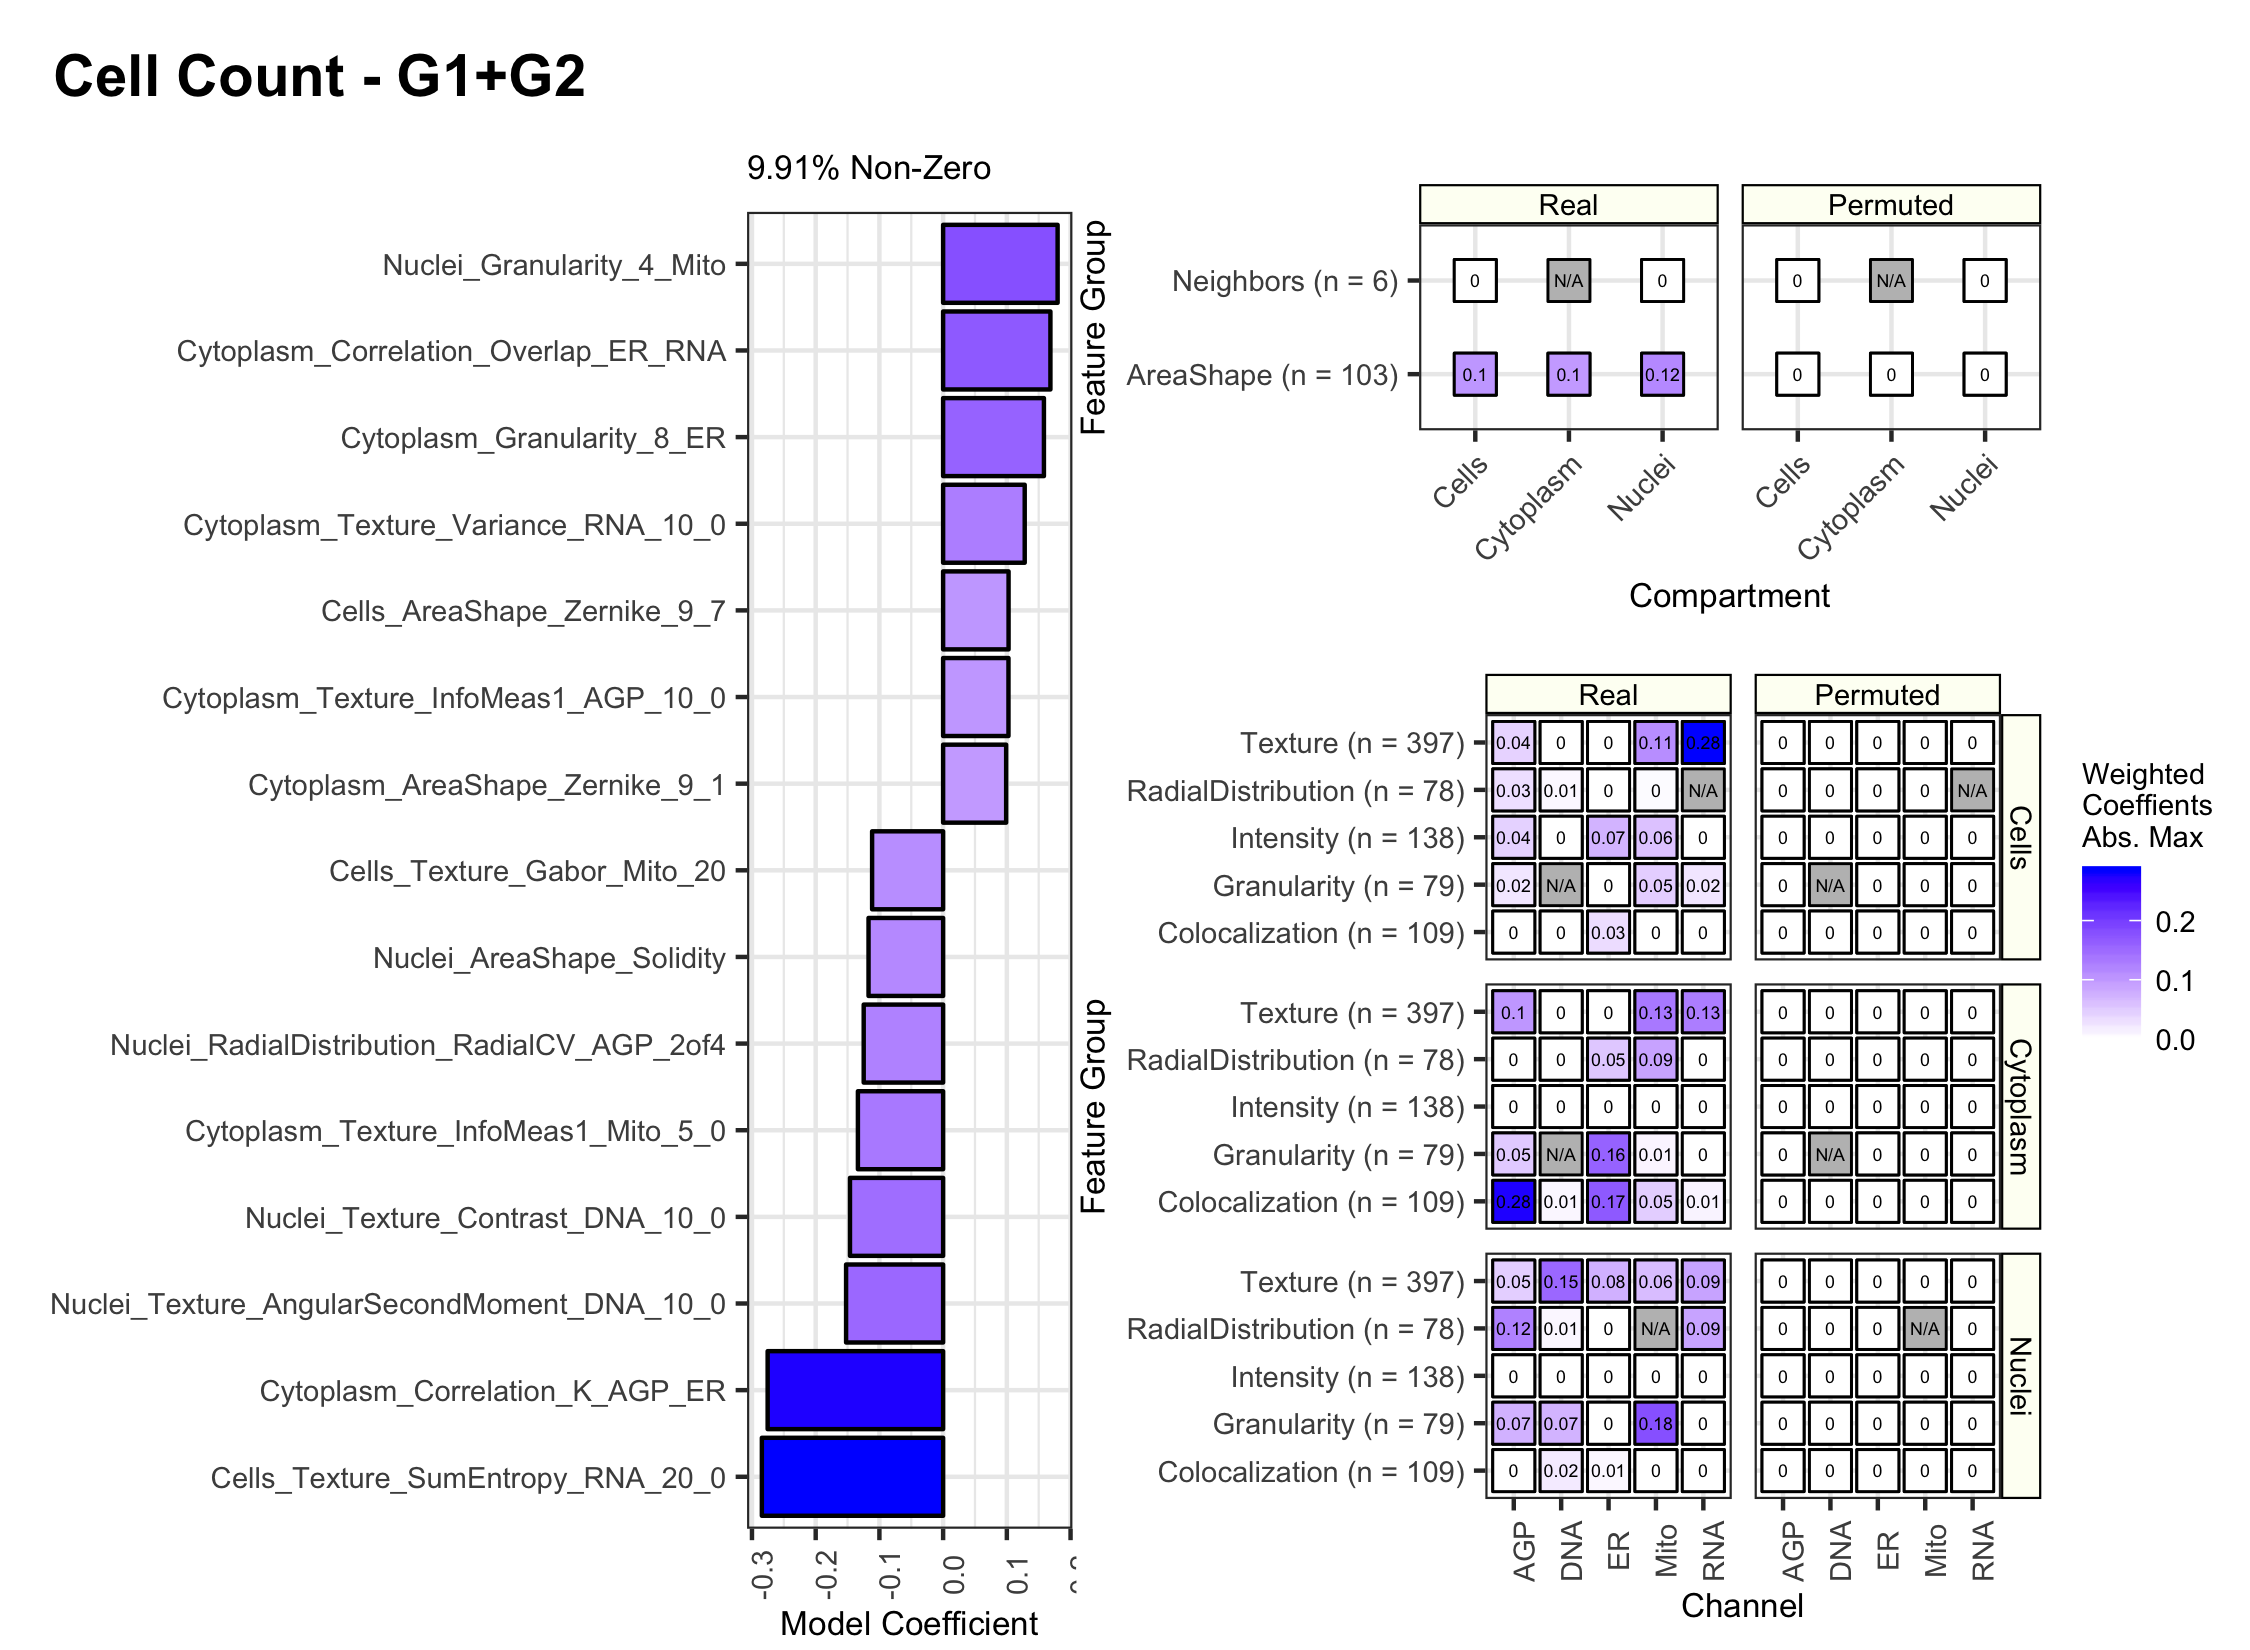 Cell Count - G1+G2
9.91% Non-Zero
Nuclei_Granularity_4_Mito
Cytoplasm_Correlation_Overlap_ER_RNA
Cytoplasm_Granularity_8_ER
Cytoplasm_Texture_Variance_RNA_10_0
Cells_AreaShape_Zernike_9_7
Cytoplasm_Texture_InfoMeas1_AGP_10_0
Cytoplasm_AreaShape_Zernike_9_1
Cells_Texture_Gabor_Mito_20
Nuclei_AreaShape_Solidity
Nuclei_RadialDistribution_RadialCV_AGP_2of4
Cytoplasm_Texture_InfoMeas1_Mito_5_0
Nuclei_Texture_Contrast_DNA_10_0
Nuclei_Texture_AngularSecondMoment_DNA_10_0
Cytoplasm_Correlation_K_AGP_ER
Cells_Texture_SumEntropy_RNA_20_0
-0.3 -0.2 -0.1 0.0 0.1
Model Coefficient
Feature Group
Real Permuted
Neighbors (n = 6) 0 N/A 0 0 N/A 0
AreaShape (n = 103) 0.1 0.1 0.12 0 0 0
Cells Cytoplasm Nuclei Cells Cytoplasm Nuclei
Compartment
Feature Group
Real Permuted
Texture (n = 397) 0.04 0 0 0.11 0.28 0 0 0 0 0
RadialDistribution (n = 78) 0.03 0.01 0 0 N/A 0 0 0 0 N/A
Intensity (n = 138) 0.04 0 0.07 0.06 0 0 0 0 0 0
Granularity (n = 79) 0.02 N/A 0 0.05 0.02 0 N/A 0 0 0
Colocalization (n = 109) 0 0 0.03 0 0 0 0 0 0 0
Cells
Texture (n = 397) 0.1 0 0 0.13 0.13 0 0 0 0 0
RadialDistribution (n = 78) 0 0 0.05 0.09 0 0 0 0 0 0
Intensity (n = 138) 0 0 0 0 0 0 0 0 0 0
Granularity (n = 79) 0.05 N/A 0.16 0.01 0 0 N/A 0 0 0
Colocalization (n = 109) 0.28 0.01 0.17 0.05 0.01 0 0 0 0 0
Cytoplasm
Texture (n = 397) 0.05 0.15 0.08 0.06 0.09 0 0 0 0 0
RadialDistribution (n = 78) 0.12 0.01 0 N/A 0.09 0 0 0 N/A 0
Intensity (n = 138) 0 0 0 0 0 0 0 0 0 0
Granularity (n = 79) 0.07 0.07 0 0.18 0 0 0 0 0 0
Colocalization (n = 109) 0 0.02 0.01 0 0 0 0 0 0 0
Nuclei
AGP DNA ER Mito RNA AGP DNA ER Mito RNA
Channel
Weighted
Coeffients
Abs. Max
0.2
0.1
0.0